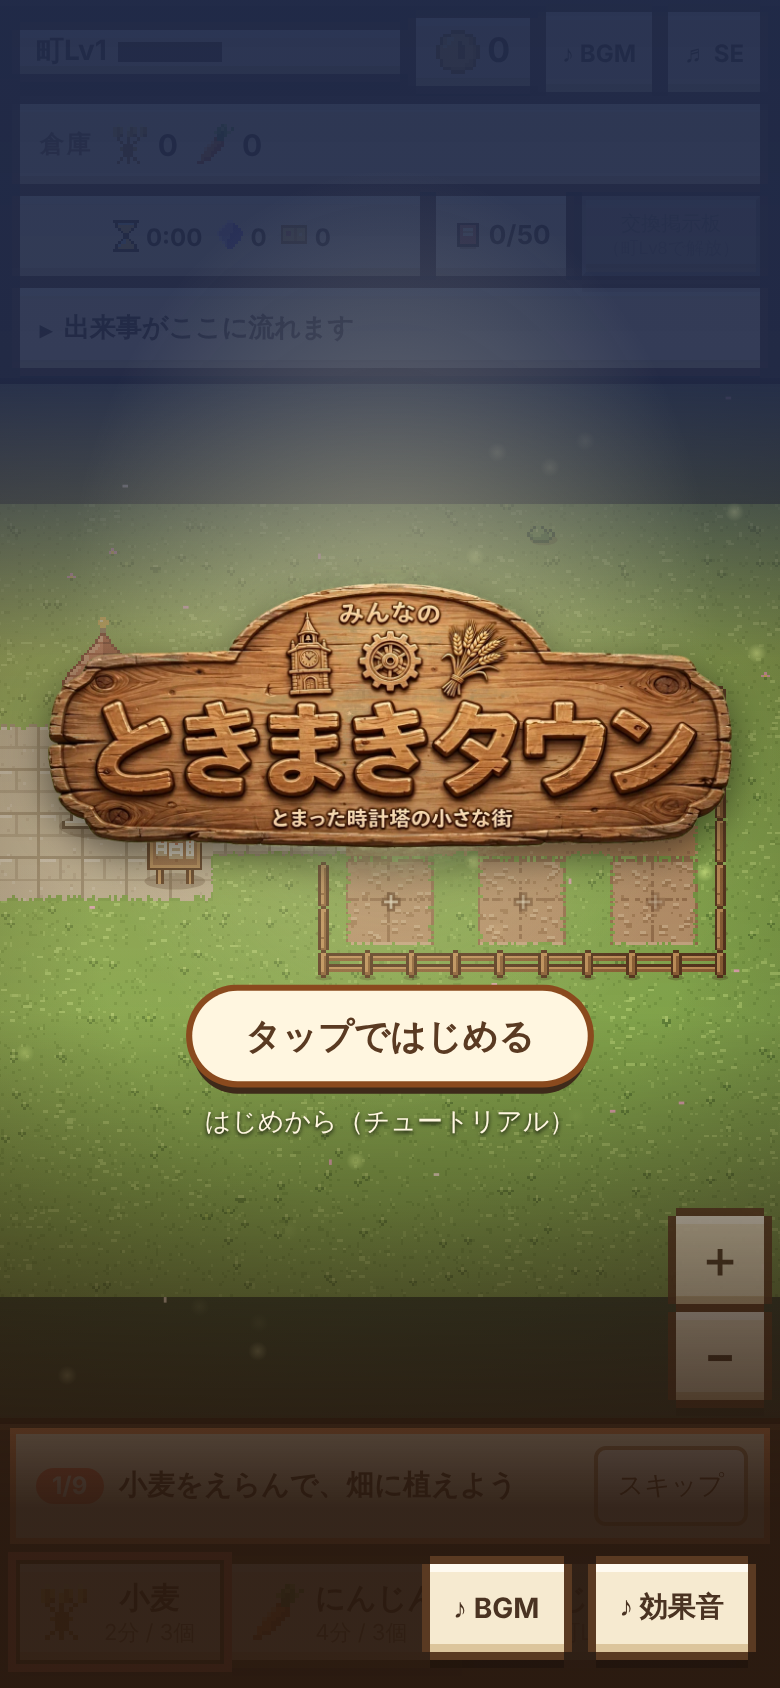 町Lv1
0
♪ BGM
♬ SE
倉庫 0 0
0:00 0 0
0/50
▶ 出来事がここに流れます
みんなの
ときまきタウン
とまった時計塔の小さな街
タップではじめる
はじめから（チュートリアル）
+
−
1/9 小麦をえらんで、畑に植えよう
スキップ
小麦
2分 / 3個
にんじん
4分 / 3個
♪ BGM
♪ 効果音